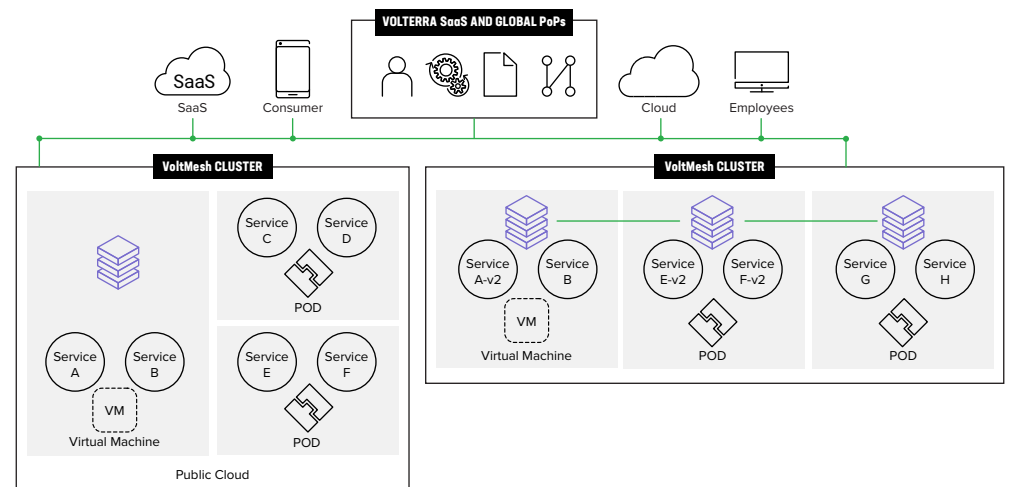 VOLTERRA SaaS AND GLOBAL PoPs
SaaS
SaaS
Consumer
Cloud
Employees
VoltMesh CLUSTER
Service
A
Service
B
VM
Virtual Machine
Service
C
Service
D
POD
Service
E
Service
F
POD
Public Cloud
VoltMesh CLUSTER
Service
A-v2
Service
B
VM
Virtual Machine
Service
E-v2
Service
F-v2
POD
Service
G
Service
H
POD